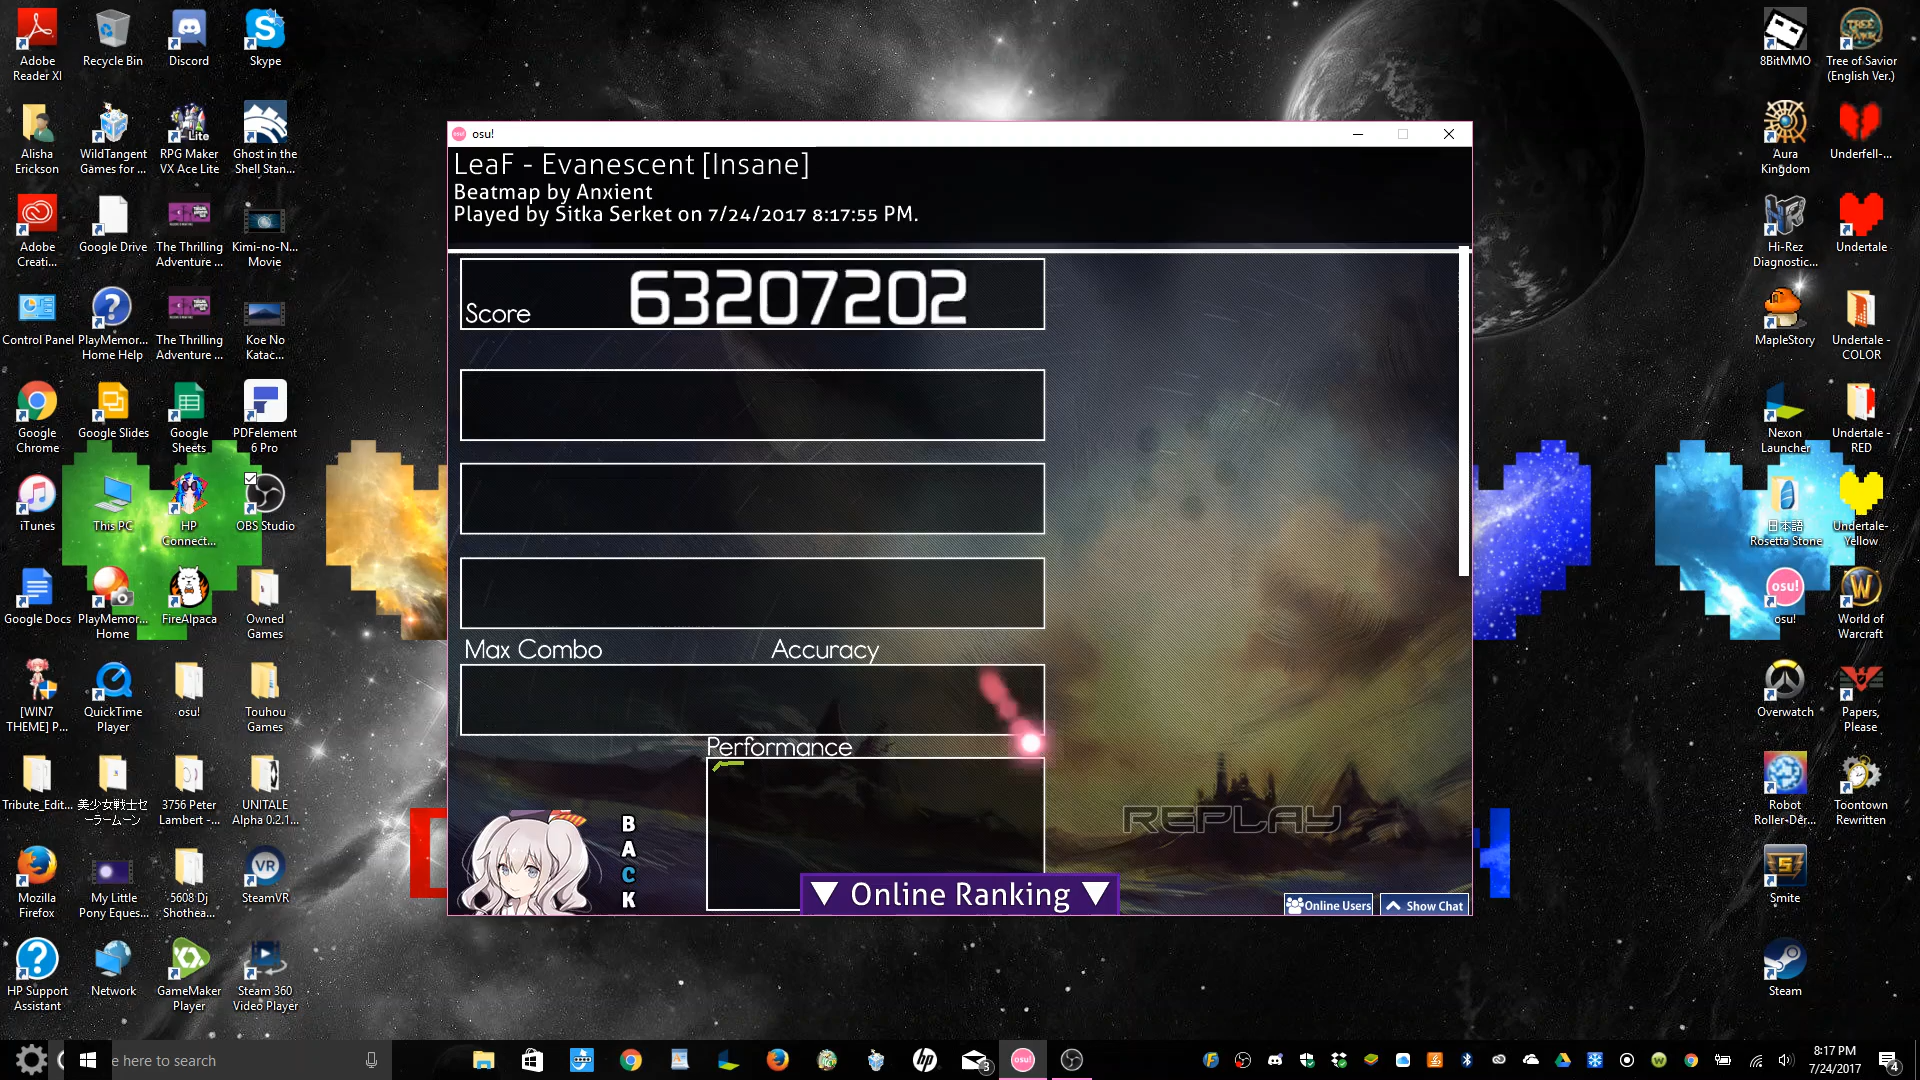 Adobe
Reader XI
Recycle Bin
Discord
Skype
8BitMMO
Tree of Savior
(English Ver.)
Alisha
Erickson
WildTangent
Games for ...
Lite
RPG Maker
VX Ace Lite
Ghost in the
Shell Stan...
Aura
Kingdom
Underfell-...
Adobe
Creati...
Google Drive
The Thrilling
Adventure ...
Kimi-no-N...
Movie
Hi-Rez
Diagnostic...
Undertale
Control Panel
PlayMemor...
Home Help
The Thrilling
Adventure ...
Koe No
Katac...
MapleStory
Undertale -
COLOR
Google
Chrome
Google Slides
Google
Sheets
PDFelement
6 Pro
Nexon
Launcher
Undertale -
RED
iTunes
This PC
HP
Connect...
OBS Studio
日本語
Rosetta Stone
Undertale-
Yellow
Google Docs
PlayMemor...
Home
FireAlpaca
Owned
Games
osu!
osu!
World of
Warcraft
[WIN7
THEME] P...
QuickTime
Player
osu!
Touhou
Games
Overwatch
Papers,
Please
Tribute_Edit...
美少女戦士セ
ーラームーン
3756 Peter
Lambert -...
UNITALE
Alpha 0.2.1...
Robot
Roller-Der...
Toontown
Rewritten
Mozilla
Firefox
My Little
Pony Eques...
5608 Dj
Shothea...
VR
SteamVR
Smite
HP Support
Assistant
Network
GameMaker
Player
Steam 360
Video Player
Steam
osu!
LeaF - Evanescent [Insane]
Beatmap by Anxient
Played by Sitka Serket on 7/24/2017 8:17:55 PM.
Score
63207202
Max Combo
Accuracy
Performance
BACK
REPLAY
Online Ranking
Online Users
Show Chat
e here to search
3
osu!
8:17 PM
7/24/2017
4